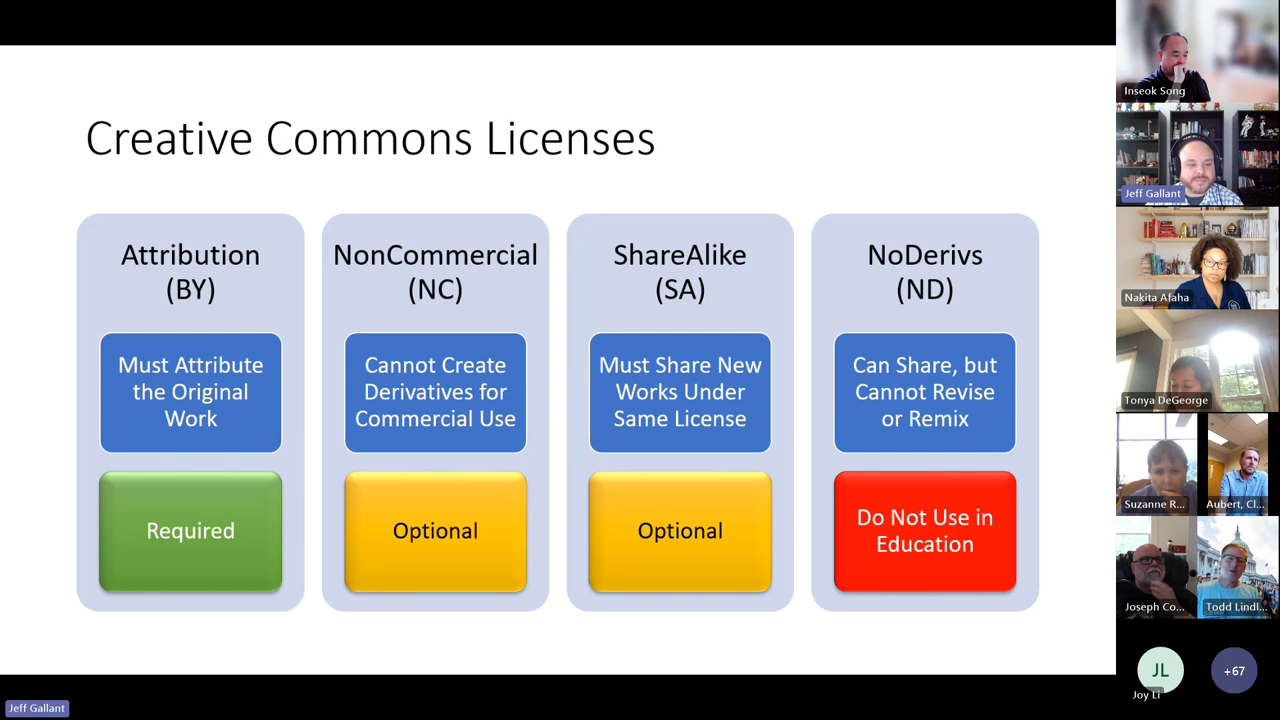 Creative Commons Licenses
Attribution
(BY)
Must Attribute
the Original
Work
Required
NonCommercial
(NC)
Cannot Create
Derivatives for
Commercial Use
Optional
ShareAlike
(SA)
Must Share New
Works Under
Same License
Optional
NoDerivs
(ND)
Can Share, but
Cannot Revise
or Remix
Do Not Use in
Education
Inseok Song
Jeff Gallant
Nakita Afaha
Tonya DeGeorge
Suzanne R...
Aubert, Cl...
Joseph Co...
Todd Lindl...
JL
Joy Li
+67
Jeff Gallant